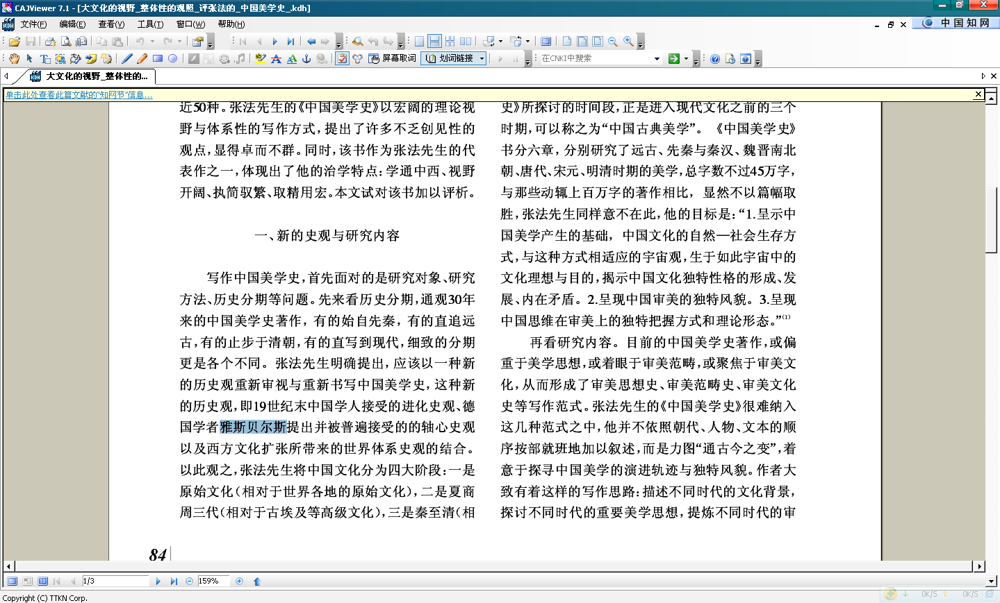 CAJViewer 7.1 - [大文化的视野_整体性的观照_评张法的_中国美学史_.kdh]
文件(F) 编辑(E) 查看(V) 工具(T) 窗口(W) 帮助(H)
中国知网
屏幕取词 划词链接 在CNKI中搜索
大文化的视野_整体性的...
单击此处查看此篇文献的“知网节”信息...
近50种。张法先生的《中国美学史》以宏阔的理论视
野与体系性的写作方式,提出了许多不乏创见性的
观点,显得卓而不群。同时,该书作为张法先生的代
表作之一,体现出了他的治学特点:学通中西、视野
开阔、执简驭繁、取精用宏。本文试对该书加以评析。
一、新的史观与研究内容
写作中国美学史,首先面对的是研究对象、研究
方法、历史分期等问题。先来看历史分期,通观30年
来的中国美学史著作,有的始自先秦,有的直追远
古,有的止步于清朝,有的直写到现代,细致的分期
更是各个不同。张法先生明确提出,应该以一种新
的历史观重新审视与重新书写中国美学史,这种新
的历史观,即19世纪末中国学人接受的进化史观、德
国学者雅斯贝尔斯提出并被普遍接受的的轴心史观
以及西方文化扩张所带来的世界体系史观的结合。
以此观之,张法先生将中国文化分为四大阶段:一是
原始文化(相对于世界各地的原始文化),二是夏商
周三代(相对于古埃及等高级文化),三是秦至清(相
84
史》所探讨的时间段,正是进入现代文化之前的三个
时期,可以称之为“中国古典美学”。《中国美学史》
书分六章,分别研究了远古、先秦与秦汉、魏晋南北
朝、唐代、宋元、明清时期的美学,总字数不过45万字,
与那些动辄上百万字的著作相比,显然不以篇幅取
胜,张法先生同样意不在此,他的目标是:“1.呈示中
国美学产生的基础,中国文化的自然—社会生存方
式,与这种方式相适应的宇宙观,生于如此宇宙中的
文化理想与目的,揭示中国文化独特性格的形成、发
展、内在矛盾。2.呈现中国审美的独特风貌。3.呈现
中国思维在审美上的独特把握方式和理论形态。”(1)
再看研究内容。目前的中国美学史著作,或偏
重于美学思想,或着眼于审美范畴,或聚焦于审美文
化,从而形成了审美思想史、审美范畴史、审美文化
史等写作范式。张法先生的《中国美学史》很难纳入
这几种范式之中,他并不依照朝代、人物、文本的顺
序按部就班地加以叙述,而是力图“通古今之变”,着
意于探寻中国美学的演进轨迹与独特风貌。作者大
致有着这样的写作思路:描述不同时代的文化背景,
探讨不同时代的重要美学思想,提炼不同时代的审
1/3 159%
Copyright (C) TTKN Corp.
0K/S 0K/S